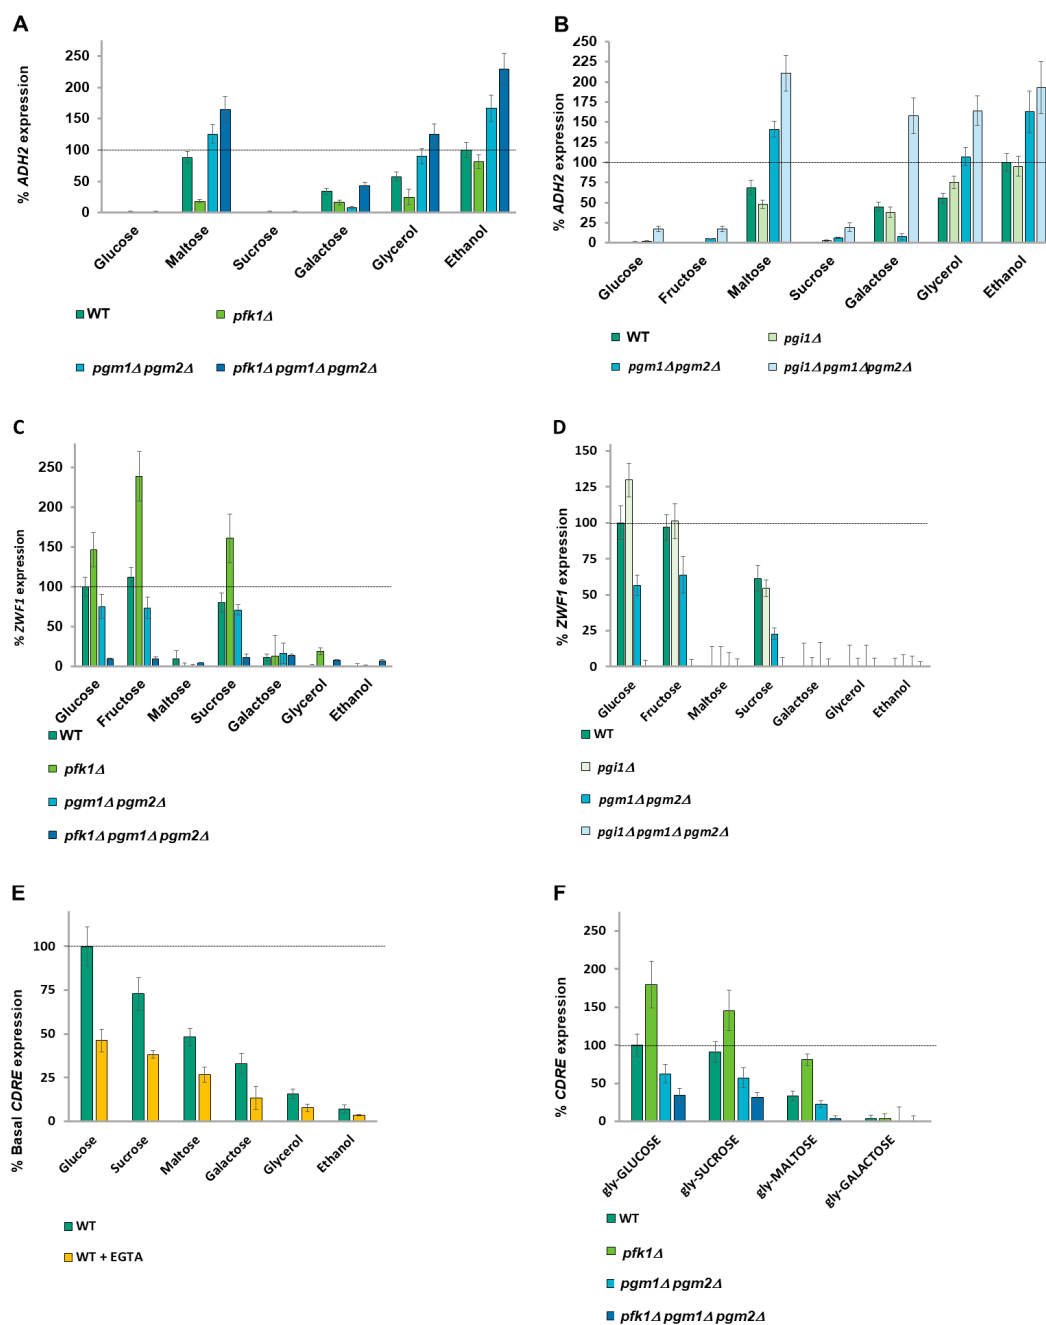 A
% ADH2 expression
250
200
150
100
50
0
Glucose
Maltose
Sucrose
Galactose
Glycerol
Ethanol
WT
pfk1Δ
pgm1Δ pgm2Δ
pfk1Δ pgm1Δ pgm2Δ
B
% ADH2 expression
250
225
200
175
150
125
100
75
50
25
0
Glucose
Fructose
Maltose
Sucrose
Galactose
Glycerol
Ethanol
WT
pgi1Δ
pgm1Δpgm2Δ
pgi1Δpgm1Δpgm2Δ
C
% ZWF1 expression
250
200
150
100
50
0
Glucose
Fructose
Maltose
Sucrose
Galactose
Glycerol
Ethanol
WT
pfk1Δ
pgm1Δ pgm2Δ
pfk1Δ pgm1Δ pgm2Δ
D
% ZWF1 expression
150
125
100
75
50
25
0
Glucose
Fructose
Maltose
Sucrose
Galactose
Glycerol
Ethanol
WT
pgi1Δ
pgm1Δ pgm2Δ
pgi1Δ pgm1Δ pgm2Δ
E
% Basal CDRE expression
100
75
50
25
0
Glucose
Sucrose
Maltose
Galactose
Glycerol
Ethanol
WT
WT + EGTA
F
% CDRE expression
250
200
150
100
50
0
gly-GLUCOSE
gly-SUCROSE
gly-MALTOSE
gly-GALACTOSE
WT
pfk1Δ
pgm1Δ pgm2Δ
pfk1Δ pgm1Δ pgm2Δ